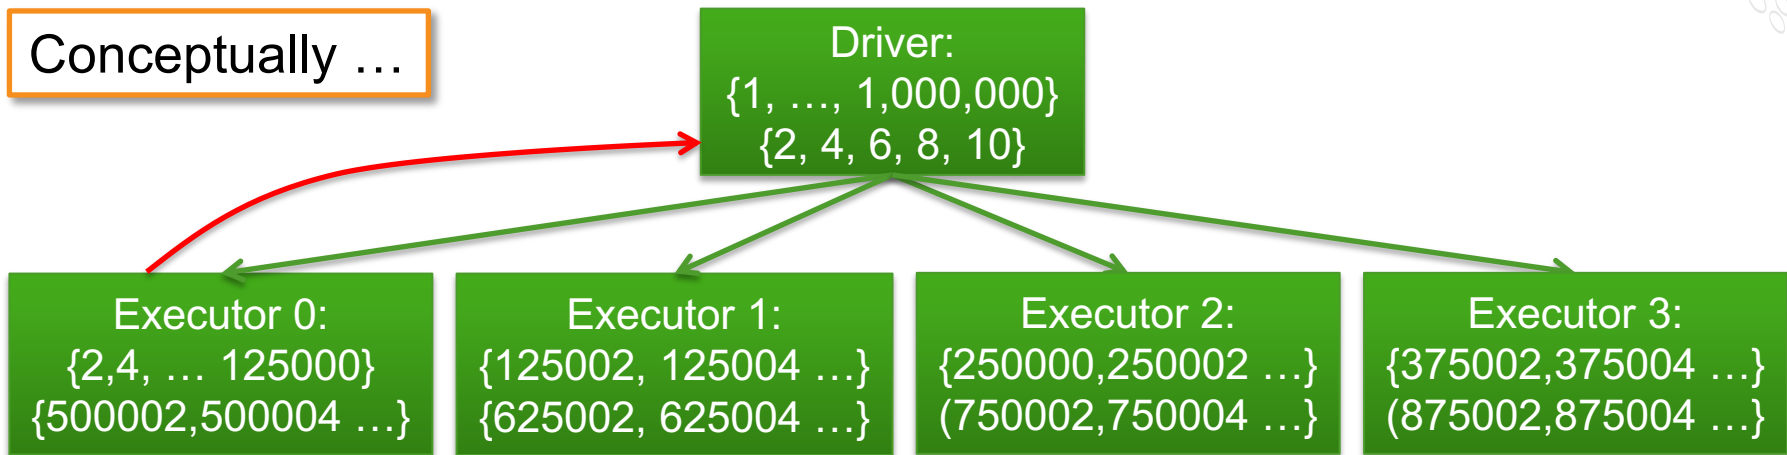 Conceptually …
Driver:
{1, …, 1,000,000}
{2, 4, 6, 8, 10}
Executor 0:
{2,4, … 125000}
{500002,500004 …}
Executor 1:
{125002, 125004 …}
{625002, 625004 …}
Executor 2:
{250000,250002 …}
(750002,750004 …}
Executor 3:
{375002,375004 …}
(875002,875004 …}